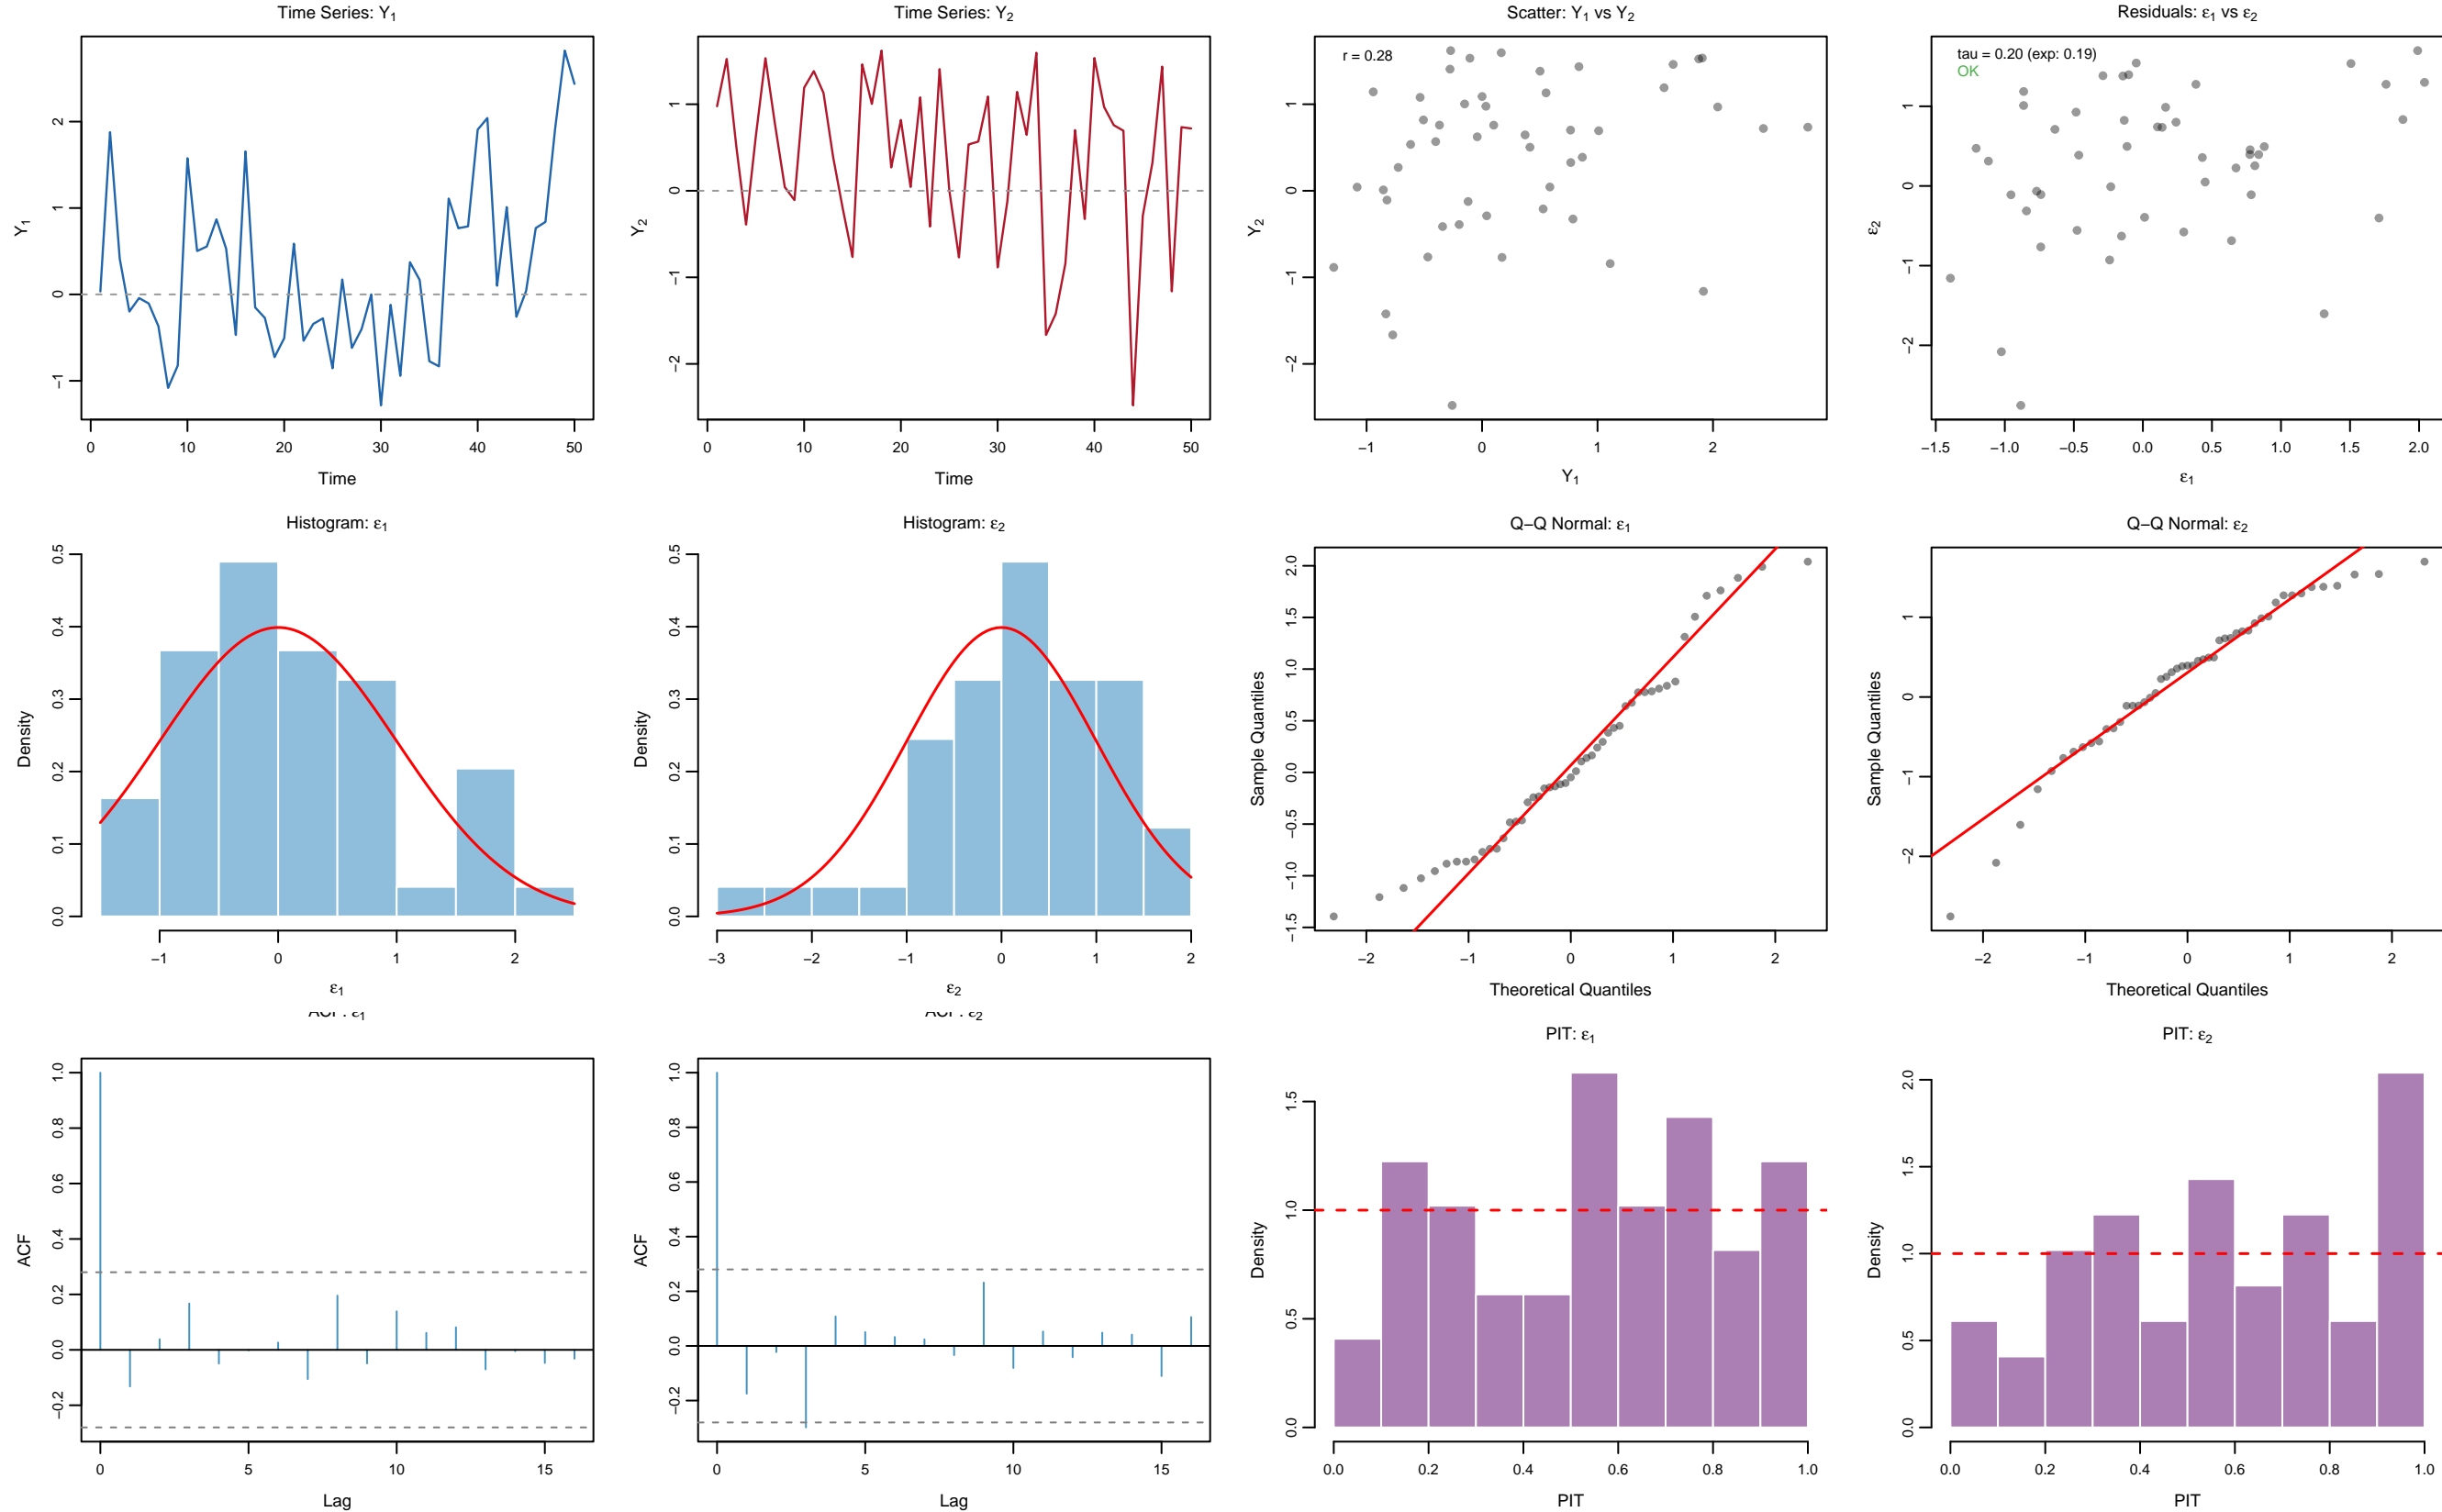 Time Series: Y₁
Y₁
−1 0 1 2
0 10 20 30 40 50
Time
Time Series: Y₂
Y₂
−2 −1 0 1
0 10 20 30 40 50
Time
Scatter: Y₁ vs Y₂
r = 0.28
Y₂
−2 −1 0 1
−1 0 1 2
Y₁
Residuals: ε₁ vs ε₂
tau = 0.20 (exp: 0.19)
OK
ε₂
−2 −1 0 1
−1.5 −1.0 −0.5 0.0 0.5 1.0 1.5 2.0
ε₁
Histogram: ε₁
Density
0.0 0.1 0.2 0.3 0.4 0.5
−1 0 1 2
ε₁
Histogram: ε₂
Density
0.0 0.1 0.2 0.3 0.4 0.5
−3 −2 −1 0 1 2
ε₂
Q−Q Normal: ε₁
Sample Quantiles
−1.5 −1.0 −0.5 0.0 0.5 1.0 1.5 2.0
−2 −1 0 1 2
Theoretical Quantiles
Q−Q Normal: ε₂
Sample Quantiles
−2 −1 0 1
−2 −1 0 1 2
Theoretical Quantiles
ACF: ε₁
ACF
−0.2 0.0 0.2 0.4 0.6 0.8 1.0
0 5 10 15
Lag
ACF: ε₂
ACF
−0.2 0.0 0.2 0.4 0.6 0.8 1.0
0 5 10 15
Lag
PIT: ε₁
Density
0.0 0.5 1.0 1.5
0.0 0.2 0.4 0.6 0.8 1.0
PIT
PIT: ε₂
Density
0.0 0.5 1.0 1.5 2.0
0.0 0.2 0.4 0.6 0.8 1.0
PIT